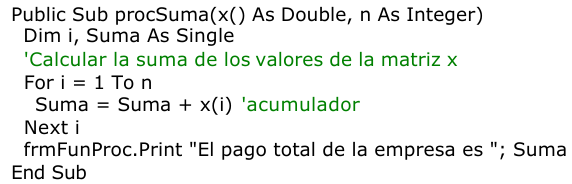 Public Sub procSuma(x() As Double, n As Integer)
Dim i, Suma As Single
'Calcular la suma de los valores de la matriz x
For i = 1 To n
Suma = Suma + x(i) 'acumulador
Next i
frmFunProc.Print "El pago total de la empresa es "; Suma
End Sub